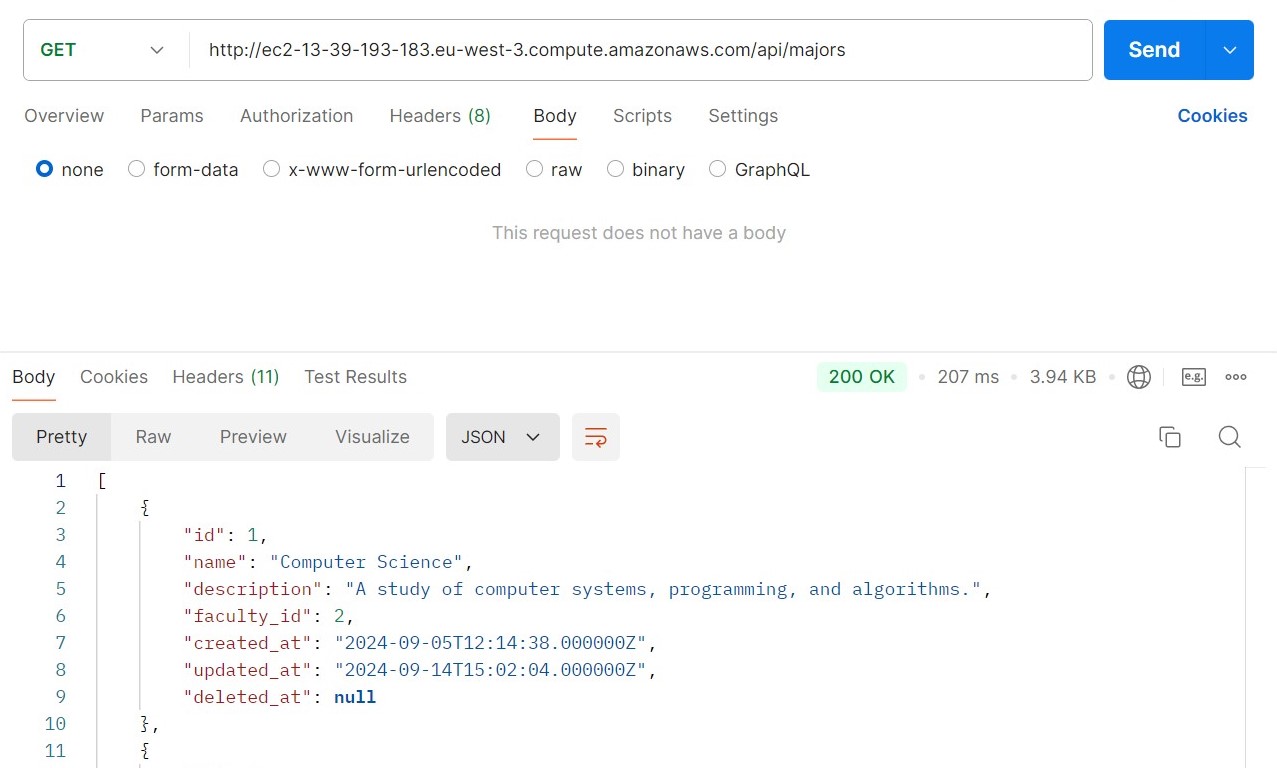 GET http://ec2-13-39-193-183.eu-west-3.compute.amazonaws.com/api/majors Send
Overview Params Authorization Headers (8) Body Scripts Settings Cookies
none form-data x-www-form-urlencoded raw binary GraphQL
This request does not have a body
Body Cookies Headers (11) Test Results 200 OK • 207 ms • 3.94 KB • e.g.
Pretty Raw Preview Visualize JSON
1 [
2 {
3 "id": 1,
4 "name": "Computer Science",
5 "description": "A study of computer systems, programming, and algorithms.",
6 "faculty_id": 2,
7 "created_at": "2024-09-05T12:14:38.000000Z",
8 "updated_at": "2024-09-14T15:02:04.000000Z",
9 "deleted_at": null
10 },
11 {